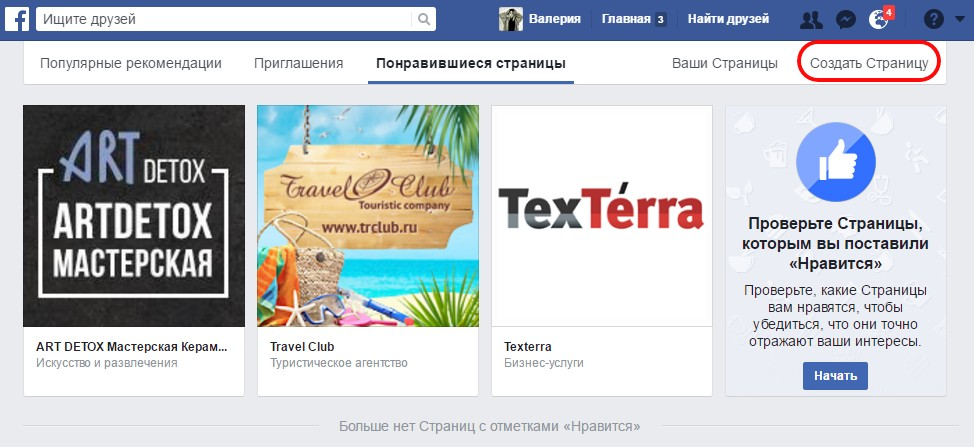 f Ищите друзей Валерия Главная 3 Найти друзей 4 ?
Популярные рекомендации Приглашения Понравившиеся страницы Ваши Страницы Создать Страницу
ART DETOX
ARTDETOX
МАСТЕРСКАЯ
Travel Club
Touristic company
www.trclub.ru
TexTérra
Проверьте Страницы,
которым вы поставили
«Нравится»
Проверьте, какие Страницы
вам нравятся, чтобы
убедиться, что они точно
отражают ваши интересы.
Начать
ART DETOX Мастерская Керам...
Искусство и развлечения
Travel Club
Туристическое агентство
Texterra
Бизнес-услуги
Больше нет Страниц с отметками «Нравится»